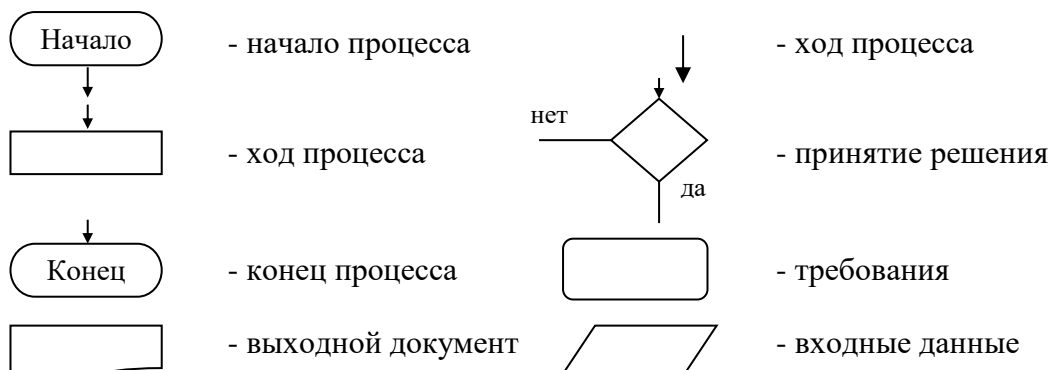 Начало - начало процесса - ход процесса
нет
- ход процесса - принятие решения
да
Конец - конец процесса - требования
- выходной документ - входные данные